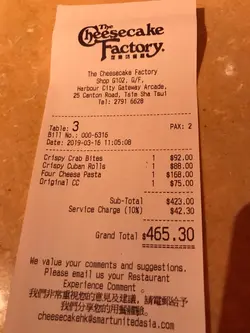 The
Cheesecake
Factory.
The Cheesecake Factory
Shop G102, G/F,
Harbour City Gateway Arcade,
25 Canton Road, Tsim Sha Tsui
Tel: 2791 6628
Table: 3 PAX: 2
Bill No.: 000-6316
Date: 2019-03-16 11:05:08
Crispy Crab Bites 1 $92.00
Crispy Cuban Rolls 1 $88.00
Four Cheese Pasta 1 $168.00
Original CC 1 $75.00
Sub-Total $423.00
Service Charge (10%) $42.30
Grand Total $465.30
We value your comments and suggestions.
Please email us your Restaurant
Experience Comment。
我們非常重視您的意見及建議, 請電郵給予
我們分享您的用餐體驗。
cheesecakehk@smartunitedasia.com